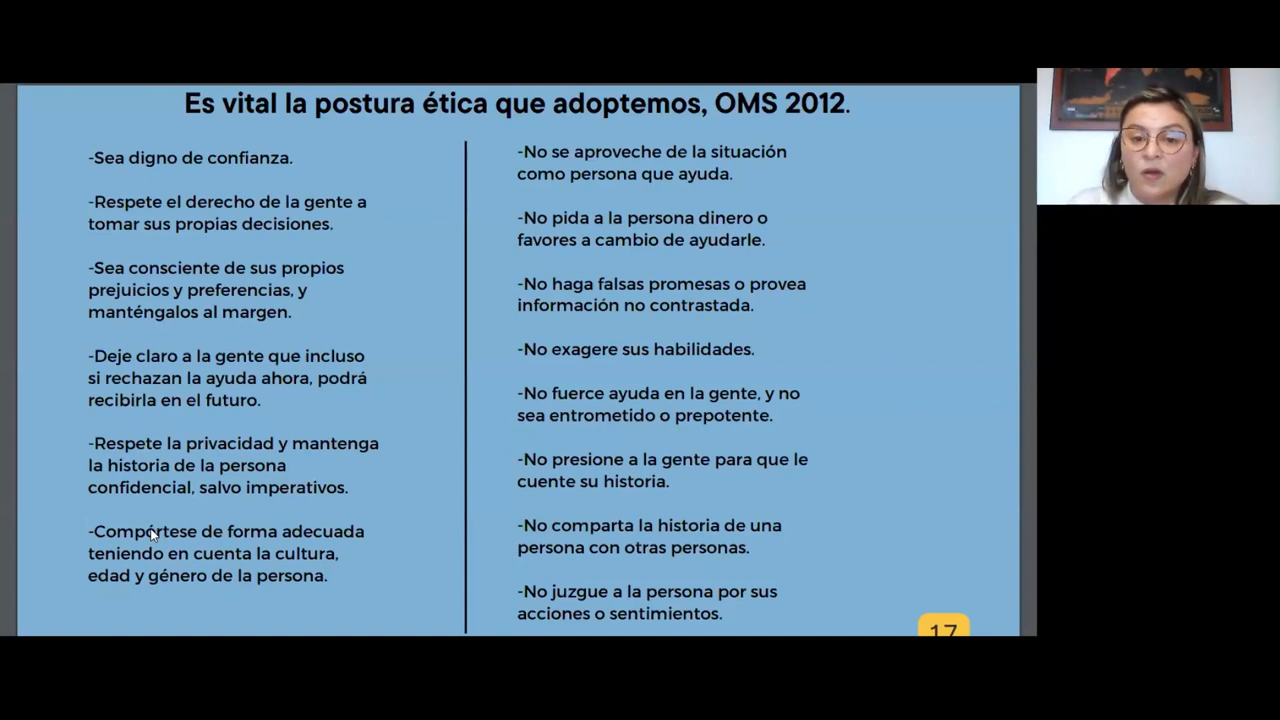 Es vital la postura ética que adoptemos, OMS 2012.
-Sea digno de confianza.
-Respete el derecho de la gente a
tomar sus propias decisiones.
-Sea consciente de sus propios
prejuicios y preferencias, y
manténgalos al margen.
-Deje claro a la gente que incluso
si rechazan la ayuda ahora, podrá
recibirla en el futuro.
-Respete la privacidad y mantenga
la historia de la persona
confidencial, salvo imperativos.
-Compórtese de forma adecuada
teniendo en cuenta la cultura,
edad y género de la persona.
-No se aproveche de la situación
como persona que ayuda.
-No pida a la persona dinero o
favores a cambio de ayudarle.
-No haga falsas promesas o provea
información no contrastada.
-No exagere sus habilidades.
-No fuerce ayuda en la gente, y no
sea entrometido o prepotente.
-No presione a la gente para que le
cuente su historia.
-No comparta la historia de una
persona con otras personas.
-No juzgue a la persona por sus
acciones o sentimientos.
17